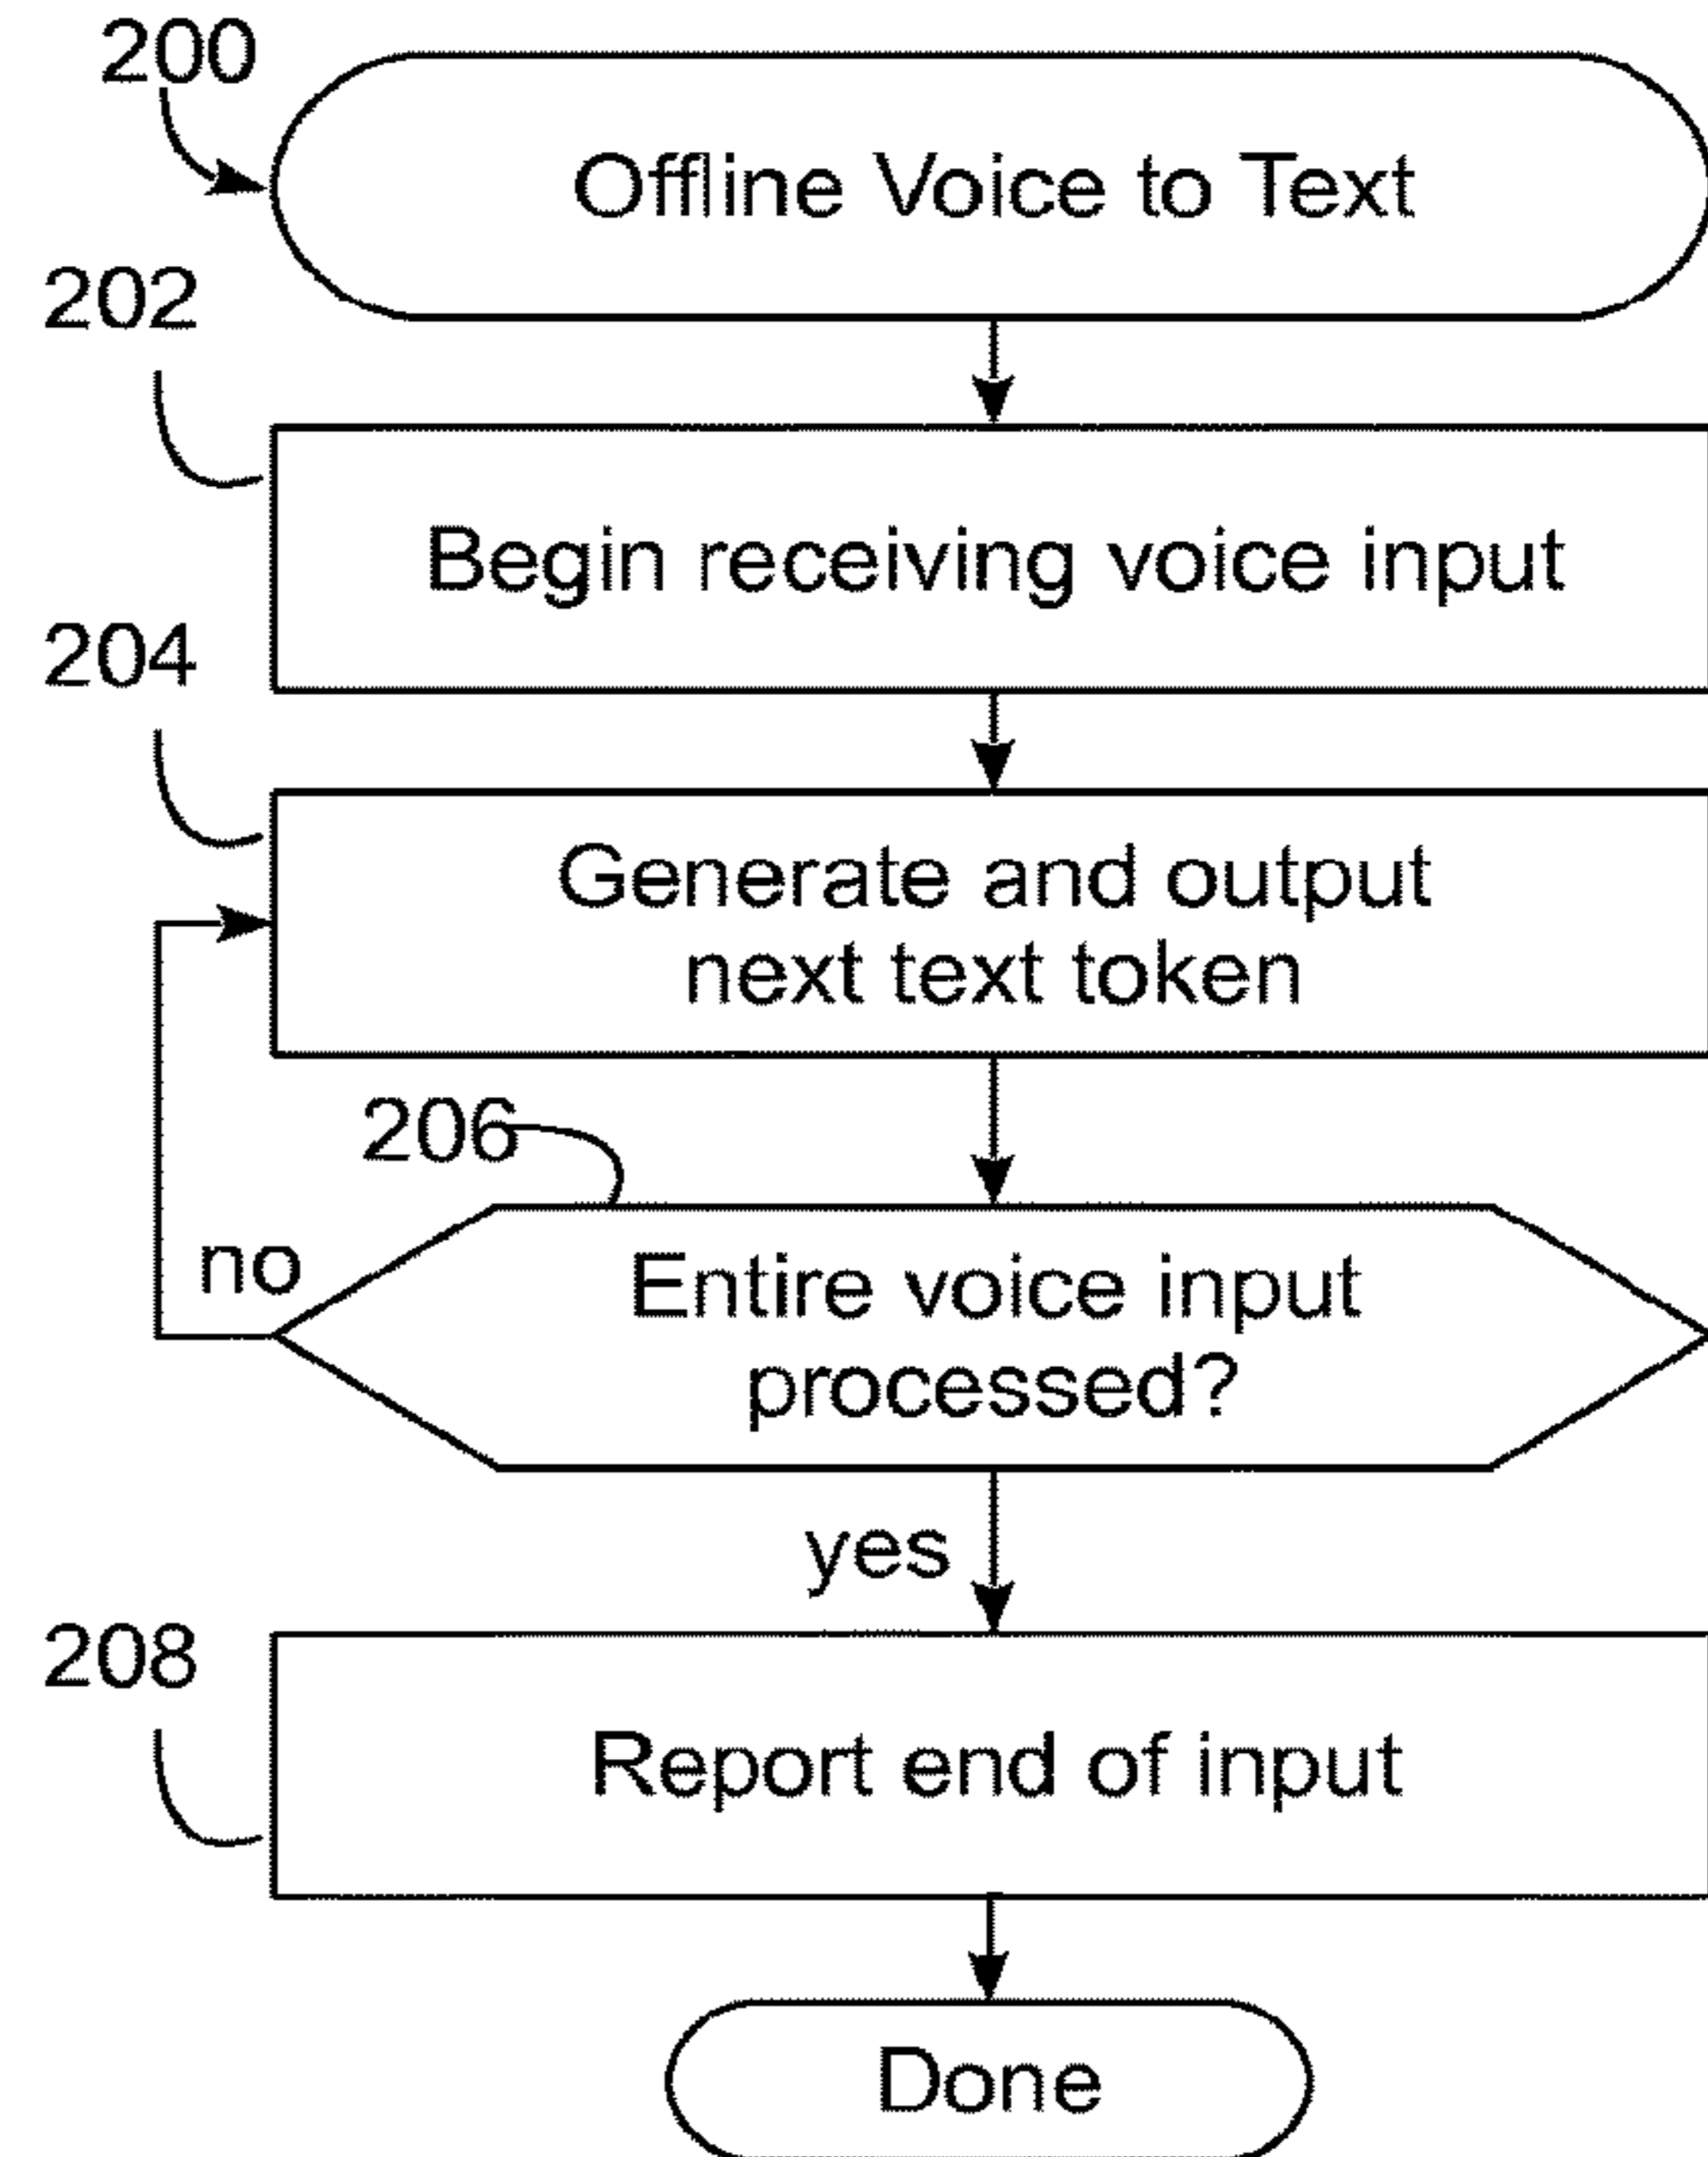 200
Offline Voice to Text
202
Begin receiving voice input
204
Generate and output
next text token
206
no
Entire voice input
processed?
yes
208
Report end of input
Done